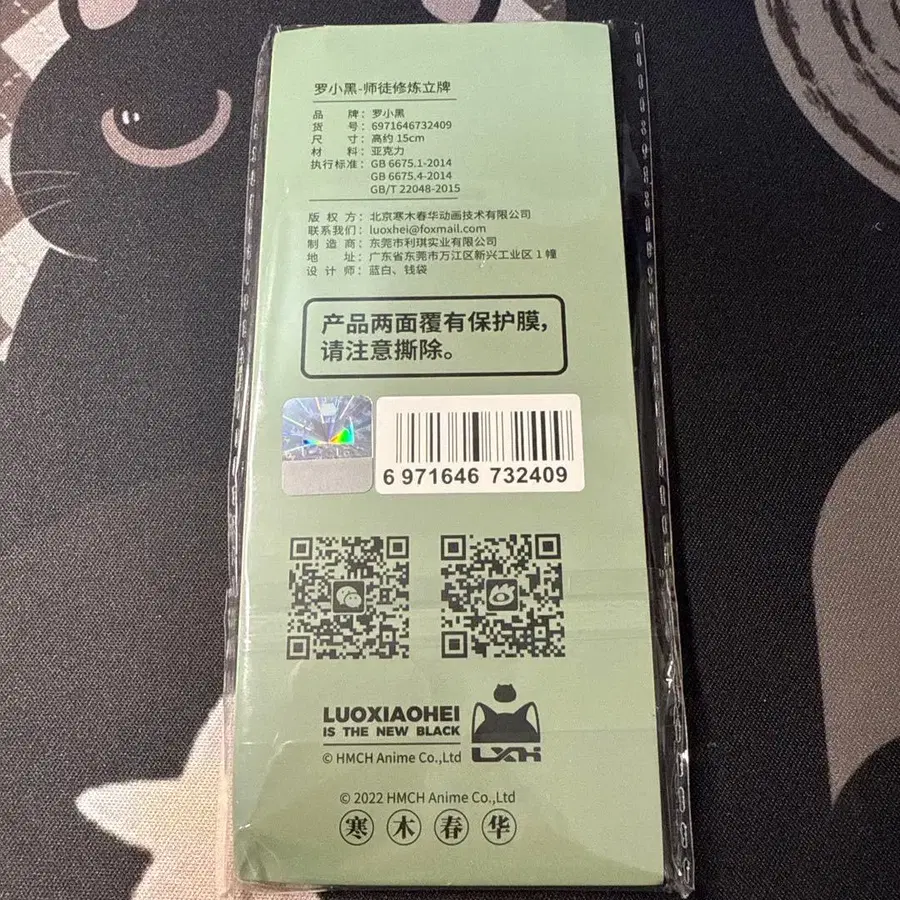 罗小黑-师徒修炼立牌
品 牌：罗小黑
货 号：6971646732409
尺 寸：高约 15cm
材 料：亚克力
执行标准：GB 6675.1-2014
GB 6675.4-2014
GB/T 22048-2015
版 权 方：北京寒木春华动画技术有限公司
联系我们：luoxhei@foxmail.com
制 造 商：东莞市利琪实业有限公司
地 址：广东省东莞市万江区新兴工业区 1 幢
设 计 师：蓝白、钱袋
产品两面覆有保护膜，
请注意撕除。
6 971646 732409
LUOXIAOHEI
IS THE NEW BLACK
LXH
© HMCH Anime Co.,Ltd
© 2022 HMCH Anime Co.,Ltd
寒木春华